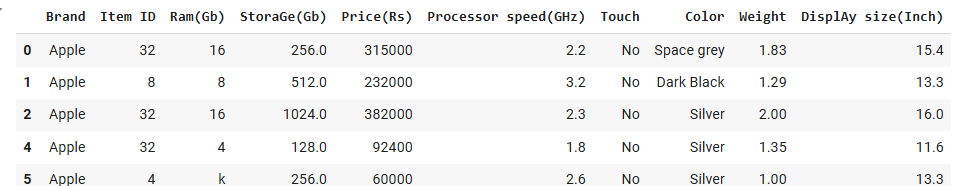 Brand Item ID Ram(Gb) StoraGe(Gb) Price(Rs) Processor speed(GHz) Touch Color Weight DisplAy size(Inch)
0 Apple 32 16 256.0 315000 2.2 No Space grey 1.83 15.4
1 Apple 8 8 512.0 232000 3.2 No Dark Black 1.29 13.3
2 Apple 32 16 1024.0 382000 2.3 No Silver 2.00 16.0
4 Apple 32 4 128.0 92400 1.8 No Silver 1.35 11.6
5 Apple 4 k 256.0 60000 2.6 No Silver 1.00 13.3